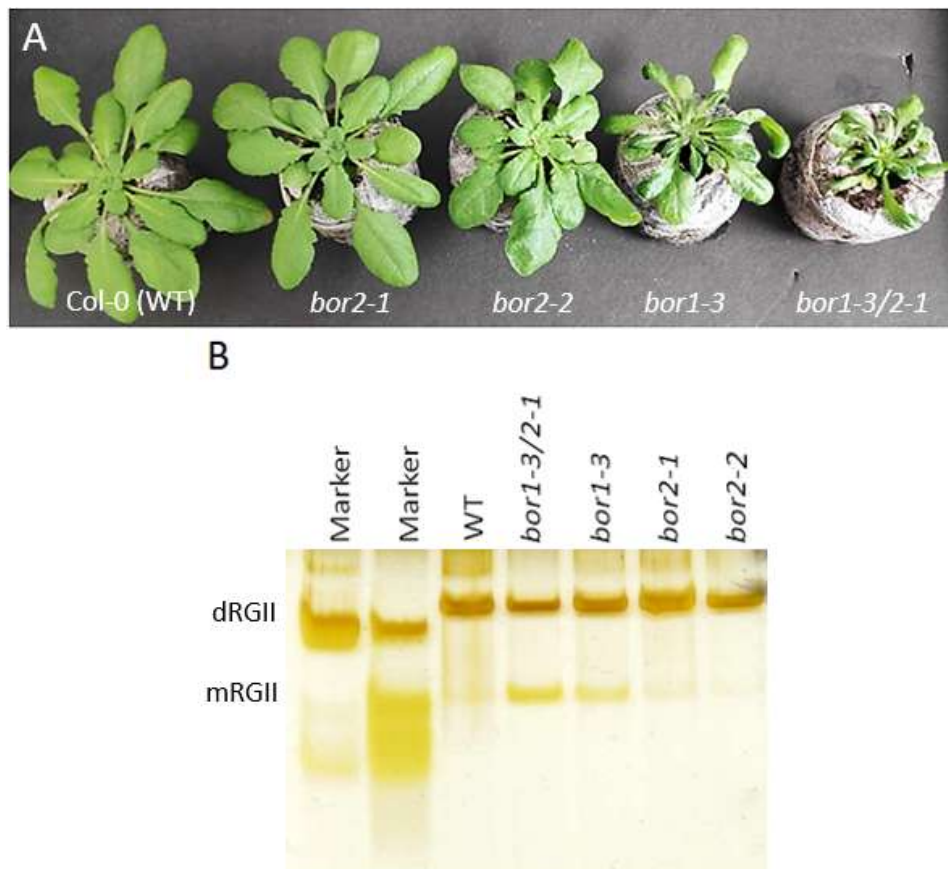 A
Col-0 (WT)
bor2-1
bor2-2
bor1-3
bor1-3/2-1
B
Marker
Marker
WT
bor1-3/2-1
bor1-3
bor2-1
bor2-2
dRGII
mRGII